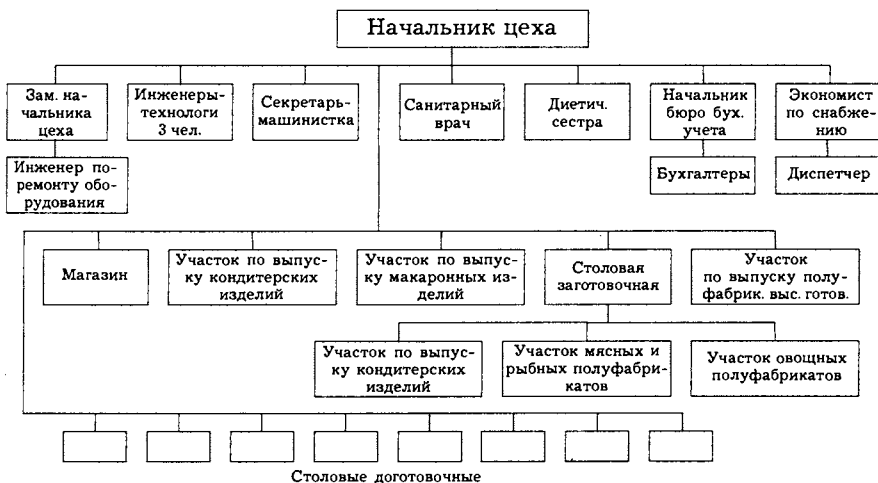 Начальник цеха
Зам. на-
чальника
цеха
Инженеры-
технологи
3 чел.
Секретарь-
машинистка
Санитарный
врач
Диетич.
сестра
Начальник
бюро бух.
учета
Экономист
по снабже-
нию
Инженер по-
ремонту обо-
рудования
Бухгалтеры
Диспетчер
Магазин
Участок по выпус-
ку кондитерских
изделий
Участок по выпус-
ку макаронных из-
делий
Столовая
заготовочная
Участок
по выпуску полу-
фабрик. выс. готов.
Участок по выпус-
ку кондитерских
изделий
Участок мясных и
рыбных полуфабри-
катов
Участок овощных
полуфабрикатов
Столовые доготовочные